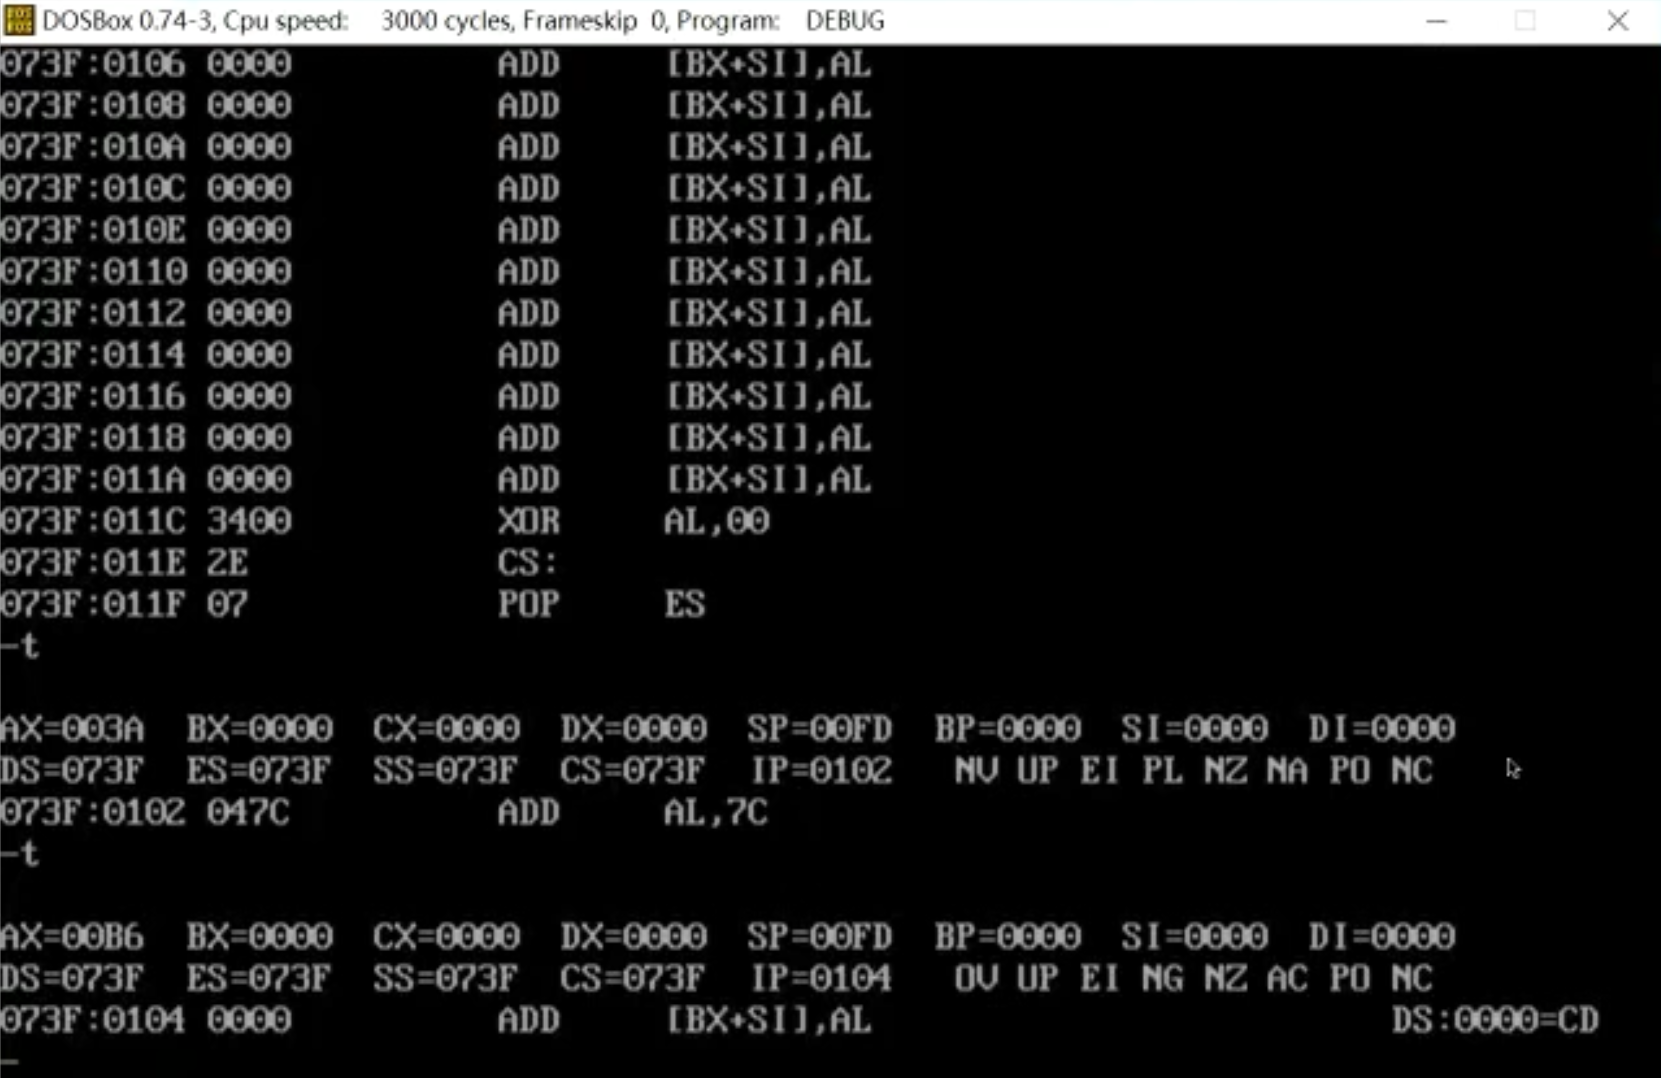 DOSBox 0.74-3, Cpu speed: 3000 cycles, Frameskip 0, Program: DEBUG
073F:0106 0000 ADD [BX+SI],AL
073F:0108 0000 ADD [BX+SI],AL
073F:010A 0000 ADD [BX+SI],AL
073F:010C 0000 ADD [BX+SI],AL
073F:010E 0000 ADD [BX+SI],AL
073F:0110 0000 ADD [BX+SI],AL
073F:0112 0000 ADD [BX+SI],AL
073F:0114 0000 ADD [BX+SI],AL
073F:0116 0000 ADD [BX+SI],AL
073F:0118 0000 ADD [BX+SI],AL
073F:011A 0000 ADD [BX+SI],AL
073F:011C 3400 XOR AL,00
073F:011E 2E CS:
073F:011F 07 POP ES
-t
AX=003A BX=0000 CX=0000 DX=0000 SP=00FD BP=0000 SI=0000 DI=0000
DS=073F ES=073F SS=073F CS=073F IP=0102 NV UP EI PL NZ NA PO NC
073F:0102 047C ADD AL,7C
-t
AX=00B6 BX=0000 CX=0000 DX=0000 SP=00FD BP=0000 SI=0000 DI=0000
DS=073F ES=073F SS=073F CS=073F IP=0104 OV UP EI NG NZ AC PO NC
073F:0104 0000 ADD [BX+SI],AL DS:0000=CD